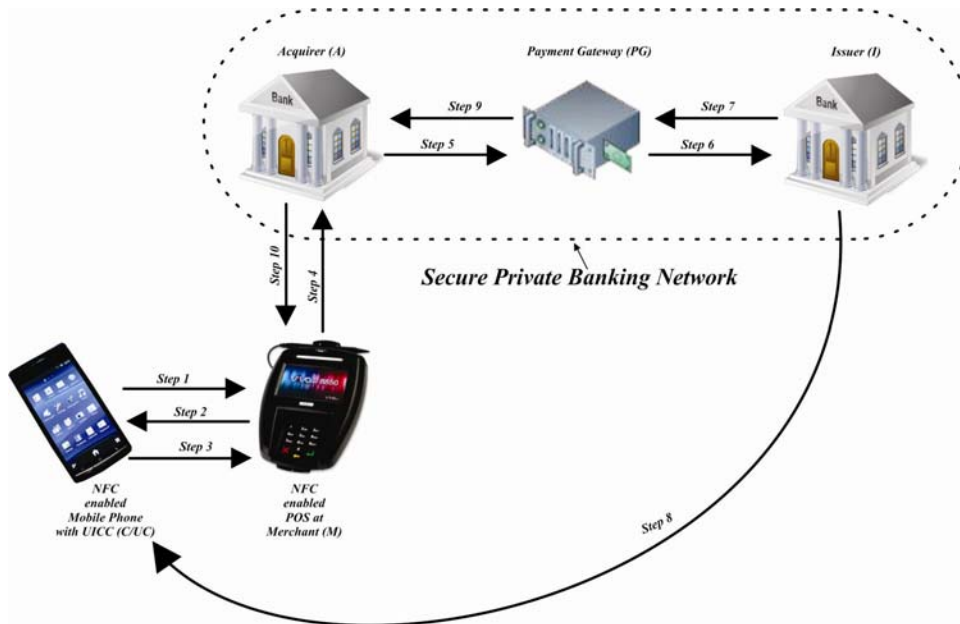 Acquirer (A)
Payment Gateway (PG)
Issuer (I)
Bank
Bank
Step 9
Step 7
Step 5
Step 6
Step 10
Step 4
Secure Private Banking Network
Step 1
Step 2
Step 3
Step 8
NFC
enabled
Mobile Phone
with UICC (C/UC)
NFC
enabled
POS at
Merchant (M)